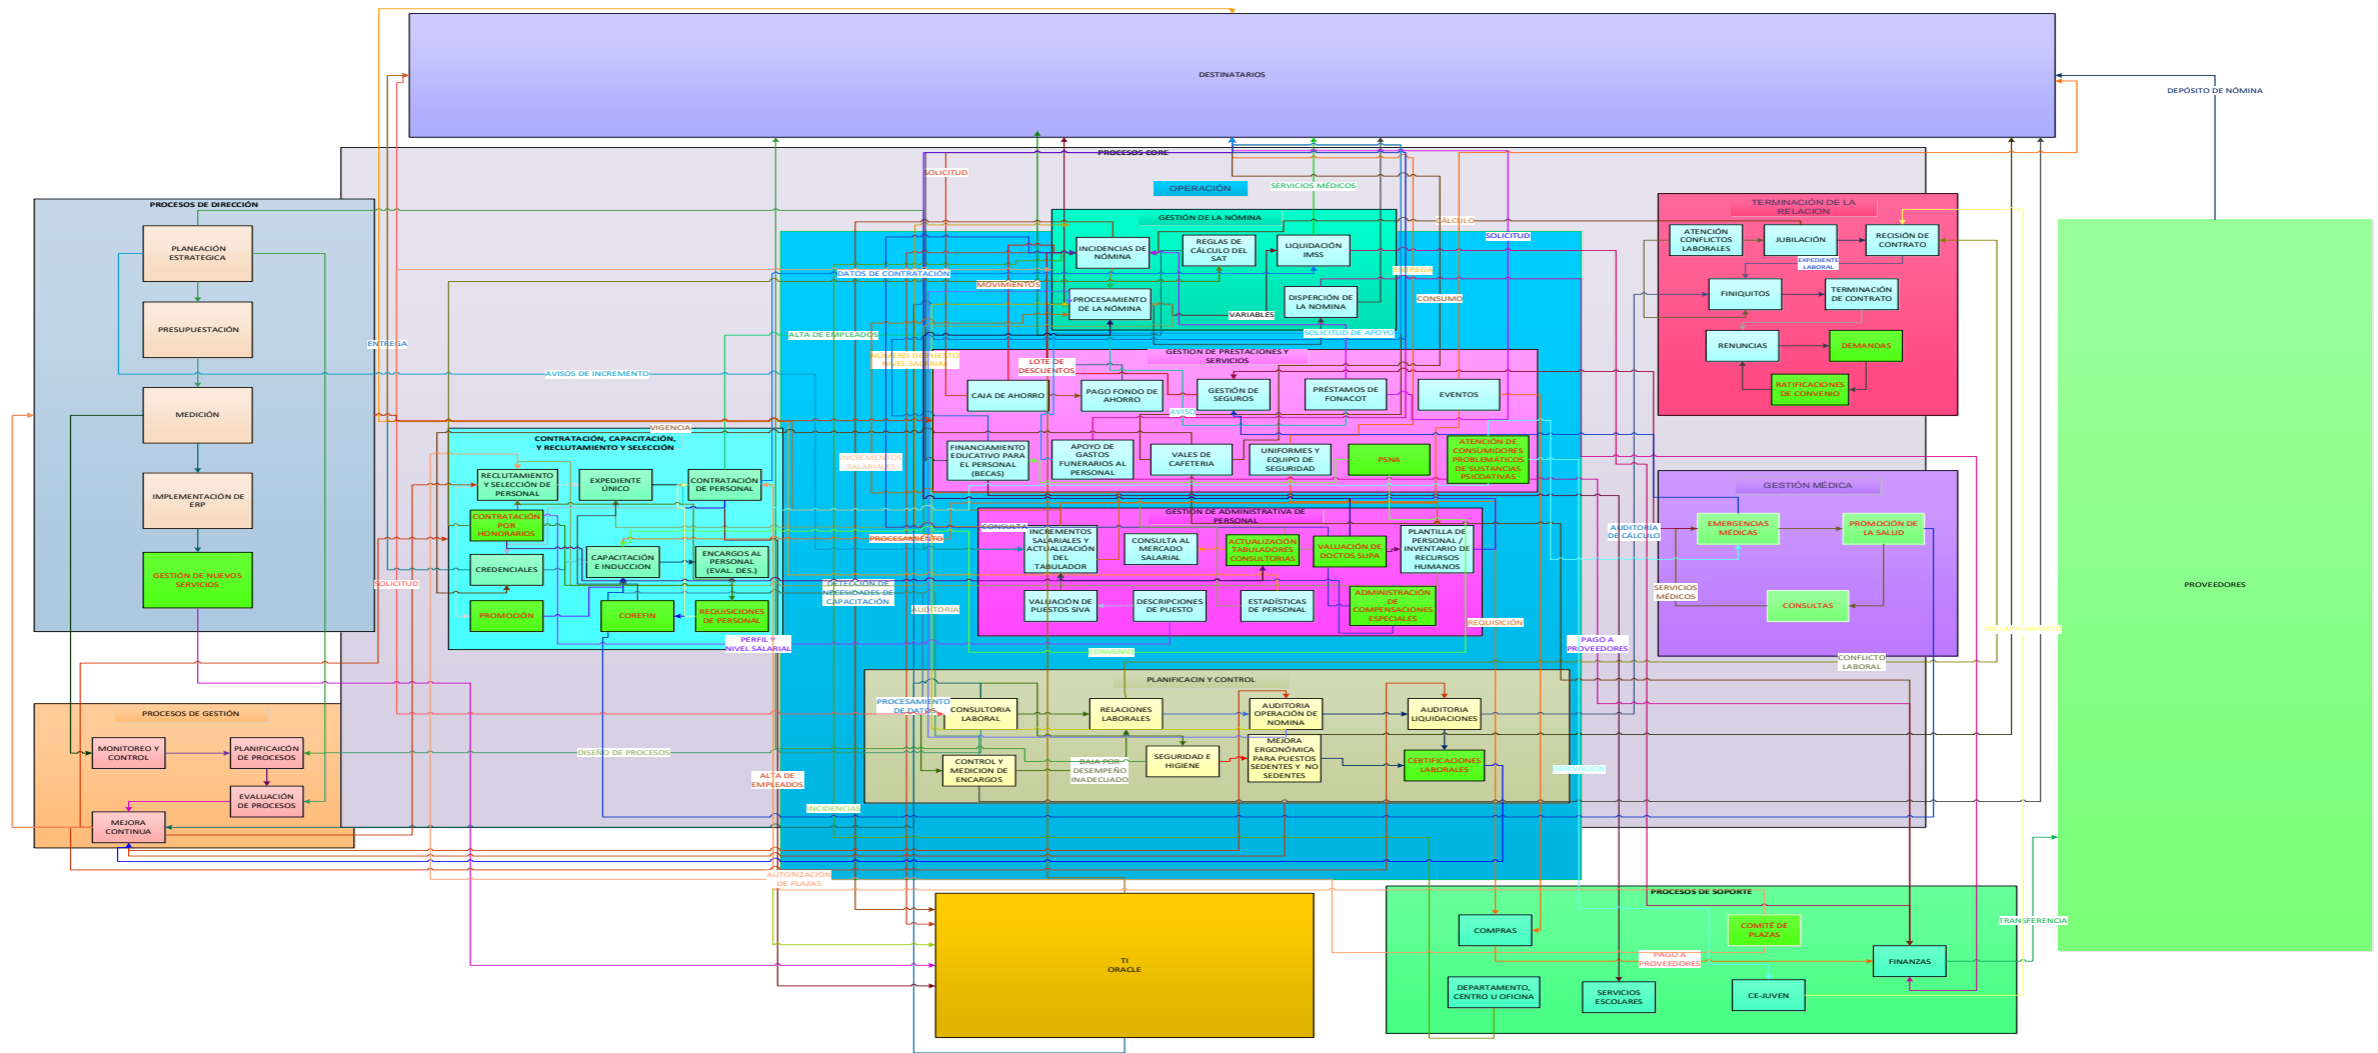 DESTINATARIOS
DEPÓSITO DE NÓMINA
PROCESOS CORE
SOLICITUD
OPERACIÓN
SERVICIOS MÉDICOS
PROCESOS DE DIRECCIÓN
PLANEACIÓN
ESTRATEGICA
PRESUPUESTACIÓN
ENTREGA
AVISOS DE INCREMENTO
MEDICIÓN
IMPLEMENTACIÓN DE
ERP
GESTIÓN DE NUEVOS
SERVICIOS
SOLICITUD
GESTIÓN DE LA NÓMINA
INCIDENCIAS DE
NÓMINA
REGLAS DE
CÁLCULO DEL
SAT
LIQUIDACIÓN
IMSS
PROCESAMIENTO
DE LA NÓMINA
DISPERCIÓN DE
LA NOMINA
VARIABLES
DATOS DE CONTRATACIÓN
MOVIMIENTOS
ALTA DE EMPLEADOS
NÚMERO DE PUESTO
NIVEL SALARIAL
CÁLCULO
SOLICITUD
ENTREGA
CONSUMO
SOLICITUD DE APOYO
TERMINACIÓN DE LA
RELACION
ATENCIÓN
CONFLICTOS
LABORALES
JUBILACIÓN
RECISIÓN DE
CONTRATO
EXPEDIENTE
LABORAL
FINIQUITOS
TERMINACIÓN
DE CONTRATO
RENUNCIAS
DEMANDAS
RATIFICACIONES
DE CONVENIO
GESTION DE PRESTACIONES Y
SERVICIOS
LOTE DE
DESCUENTOS
CAJA DE AHORRO
PAGO FONDO DE
AHORRO
GESTIÓN DE
SEGUROS
PRÉSTAMOS DE
FONACOT
EVENTOS
AVISO
FINANCIAMIENTO
EDUCATIVO PARA
EL PERSONAL
(BECAS)
APOYO DE
GASTOS
FUNERARIOS AL
PERSONAL
VALES DE
CAFETERIA
UNIFORMES Y
EQUIPO DE
SEGURIDAD
PSNA
ATENCIÓN DE
CONSUMIDORES
PROBLEMÁTICOS
DE SUSTANCIAS
PSICOATIVAS
VIGENCIA
INCREMENTOS
SALARIALES
CONTRATACIÓN, CAPACITACIÓN,
Y RECLUTAMIENTO Y SELECCIÓN
RECLUTAMIENTO
Y SELECCIÓN DE
PERSONAL
EXPEDIENTE
ÚNICO
CONTRATACIÓN
DE PERSONAL
CONTRATACIÓN
POR
HONORARIOS
CREDENCIALES
CAPACITACIÓN
E INDUCCION
ENCARGOS AL
PERSONAL
(EVAL. DES.)
PROMOCIÓN
COREFIN
REQUISICIONES
DE PERSONAL
PERFIL Y
NIVEL SALARIAL
CONSULTA
PROCESAMIENTO
DETECCIÓN DE
NECESIDADES DE
CAPACITACIÓN
AUDITORÍA
GESTIÓN DE ADMINISTRATIVA DE
PERSONAL
INCREMENTOS
SALARIALES Y
ACTUALIZACIÓN
DEL
TABULADOR
CONSULTA AL
MERCADO
SALARIAL
ACTUALIZACIÓN
TABULADORES
CONSULTORIAS
VALUACIÓN DE
DOCTOS SUPA
PLANTILLA DE
PERSONAL /
INVENTARIO DE
RECURSOS
HUMANOS
VALUACIÓN DE
PUESTOS SIVA
DESCRIPCIONES
DE PUESTO
ESTADÍSTICAS
DE PERSONAL
ADMINISTRACIÓN
DE
COMPENSACIONES
ESPECIALES
REQUISICIÓN
CONVENIO
GESTIÓN MÉDICA
AUDITORÍA
DE CÁLCULO
EMERGENCIAS
MÉDICAS
PROMOCIÓN DE
LA SALUD
SERVICIOS
MÉDICOS
CONSULTAS
PAGO A
PROVEEDORES
CONFLICTO
LABORAL
PROVEEDORES
PLANIFICACIN Y CONTROL
PROCESAMIENTO
DE DATOS
CONSULTORIA
LABORAL
RELACIONES
LABORALES
AUDITORIA
OPERACIÓN DE
NOMINA
AUDITORIA
LIQUIDACIONES
CONTROL Y
MEDICION DE
ENCARGOS
BAJA POR
DESEMPEÑO
INADECUADO
SEGURIDAD E
HIGIENE
MEJORA
ERGONÓMICA
PARA PUESTOS
SEDENTES Y NO
SEDENTES
CERTIFICACIONES
LABORALES
DERIVACIÓN
PROCESOS DE GESTIÓN
MONITOREO Y
CONTROL
PLANIFICAICÓN
DE PROCESOS
EVALUACIÓN
DE PROCESOS
MEJORA
CONTINUA
DISEÑO DE PROCESOS
ALTA DE
EMPLEADOS
INCIDENCIAS
AUTORIZACIÓN
DE PLAZAS
TI
ORACLE
PROCESOS DE SOPORTE
COMPRAS
COMITÉ DE
PLAZAS
PAGO A
PROVEEDORES
FINANZAS
TRANSFERENCIA
DEPARTAMENTO,
CENTRO U OFICINA
SERVICIOS
ESCOLARES
CE-JUVEN